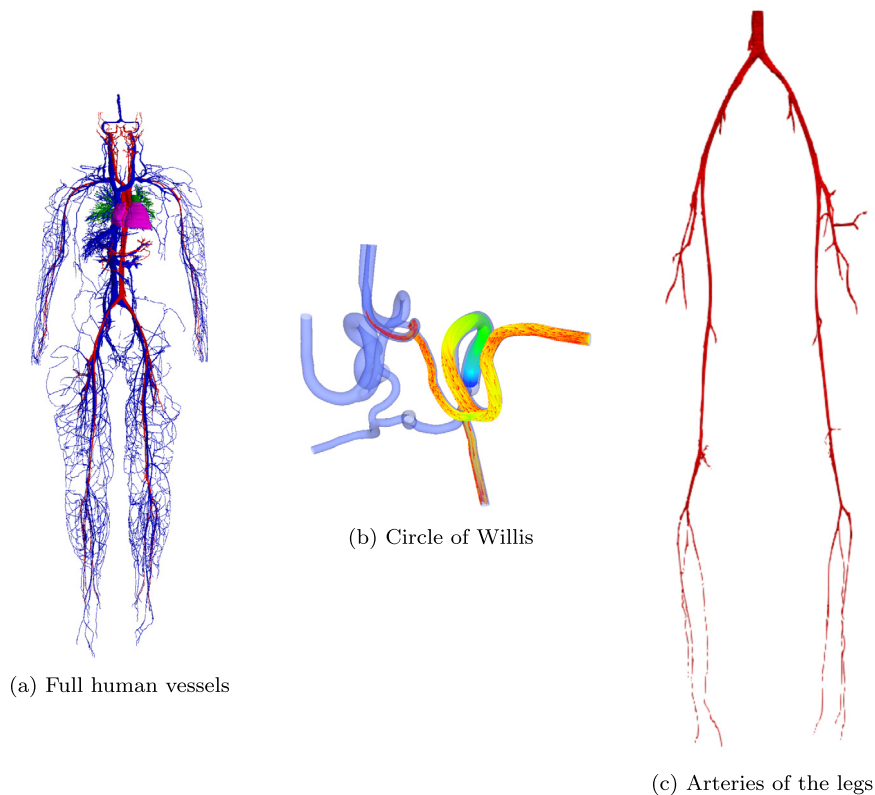 (a) Full human vessels
(b) Circle of Willis
(c) Arteries of the legs